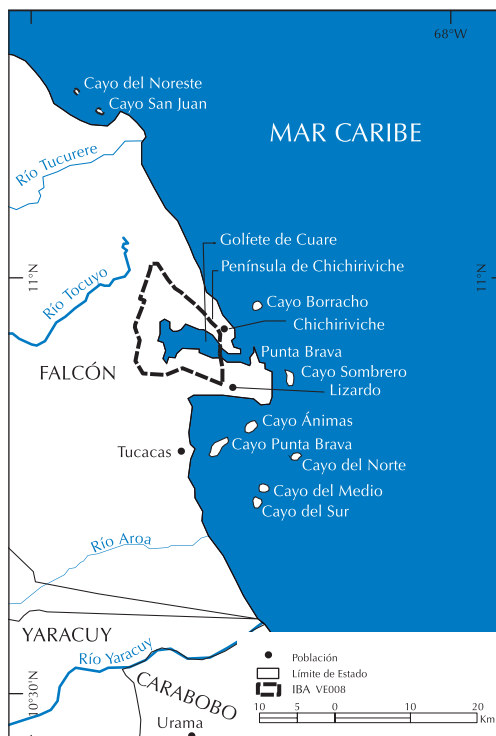 68°W
Cayo del Noreste
Cayo San Juan
MAR CARIBE
Río Tucurere
Golfete de Cuare
Península de Chichiriviche
11°N
11°N
Río Tocuyo
Cayo Borracho
Chichiriviche
Punta Brava
FALCÓN
Cayo Sombrero
Lizardo
Cayo Ánimas
Tucacas
Cayo Punta Brava
Cayo del Norte
Cayo del Medio
Cayo del Sur
Río Aroa
YARACUY
Río Yaracuy
Población
Límite de Estado
IBA VE008
CARABOBO
10°30'N
Urama
10 5 0 10 20
Km